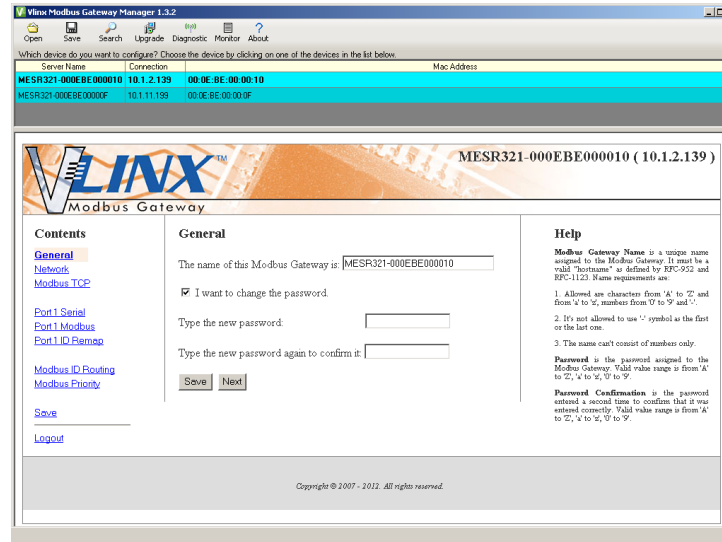 Vlinx Modbus Gateway Manager 1.3.2
Open Save Search Upgrade Diagnostic Monitor About
Which device do you want to configure? Choose the device by clicking on one of the devices in the list below.
Server Name Connection Mac Address
MESR321-000EBE000010 10.1.2.139 00:0E:BE:00:00:10
MESR321-000EBE00000F 10.1.11.199 00:0E:BE:00:00:0F
VLINX TM
Modbus Gateway
MESR321-000EBE000010 ( 10.1.2.139 )
Contents
General
Network
Modbus TCP
Port1 Serial
Port1 Modbus
Port1 ID Remap
Modbus ID Routing
Modbus Priority
Save
Logout
General
The name of this Modbus Gateway is: MESR321-000EBE000010
I want to change the password.
Type the new password:
Type the new password again to confirm it:
Save Next
Help
Modbus Gateway Name is a unique name
assigned to the Modbus Gateway. It must be a
valid "hostname" as defined by RFC-952 and
RFC-1123. Name requirements are:
1. Allowed are characters from 'A' to 'Z' and
from 'a' to 'z', numbers from '0' to '9' and '-'.
2. It's not allowed to use '-' symbol as the first
or the last one.
3. The name can't consist of numbers only.
Password is the password assigned to the
Modbus Gateway. Valid value range is from 'A'
to 'Z', 'a' to 'z', '0' to '9'.
Password Confirmation is the password
entered a second time to confirm that it was
entered correctly. Valid value range is from 'A'
to 'Z', 'a' to 'z', '0' to '9'.
Copyright © 2007 - 2012. All rights reserved.